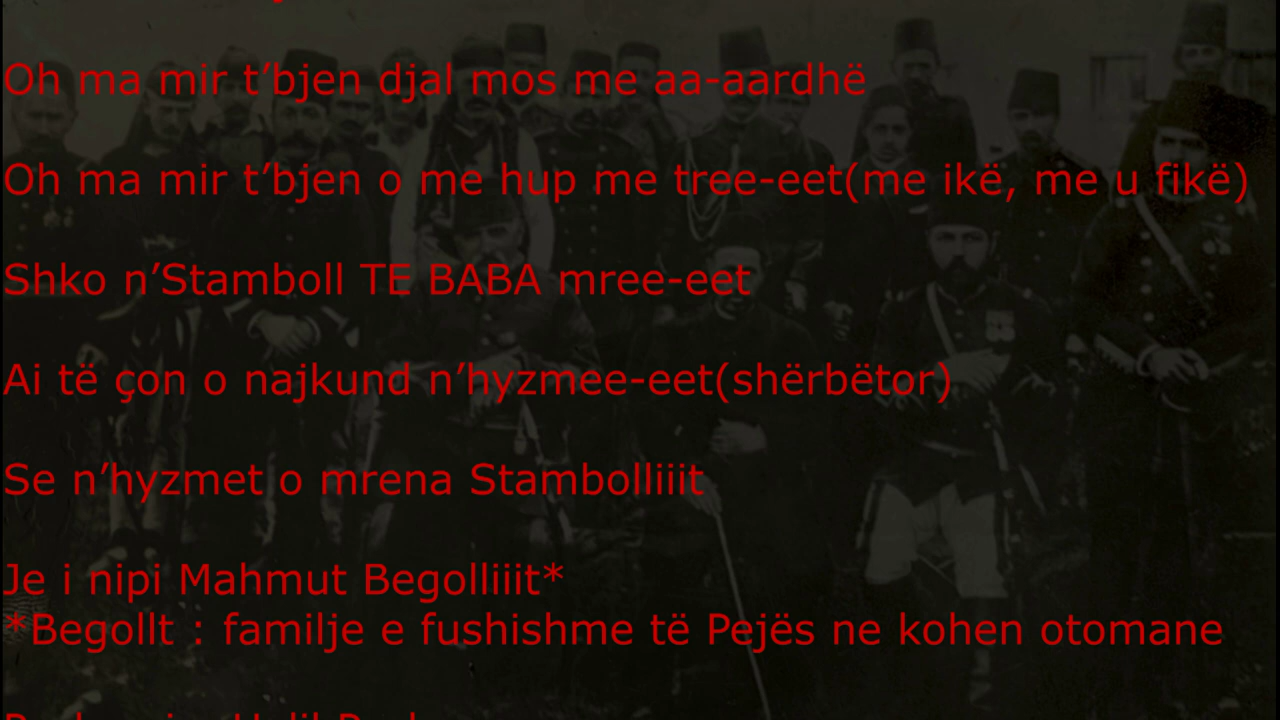 Oh ma mir t’bjen djal mos me aa-aardhë
Oh ma mir t’bjen o me hup me tree-eet(me ikë, me u fikë)
Shko n’Stamboll TE BABA mree-eet
Ai të çon o najkund n’hyzmee-eet(shërbëtor)
Se n’hyzmet o mrena Stambolliiit
Je i nipi Mahmut Begolliiit*
*Begollt : familje e fushishme të Pejës ne kohen otomane